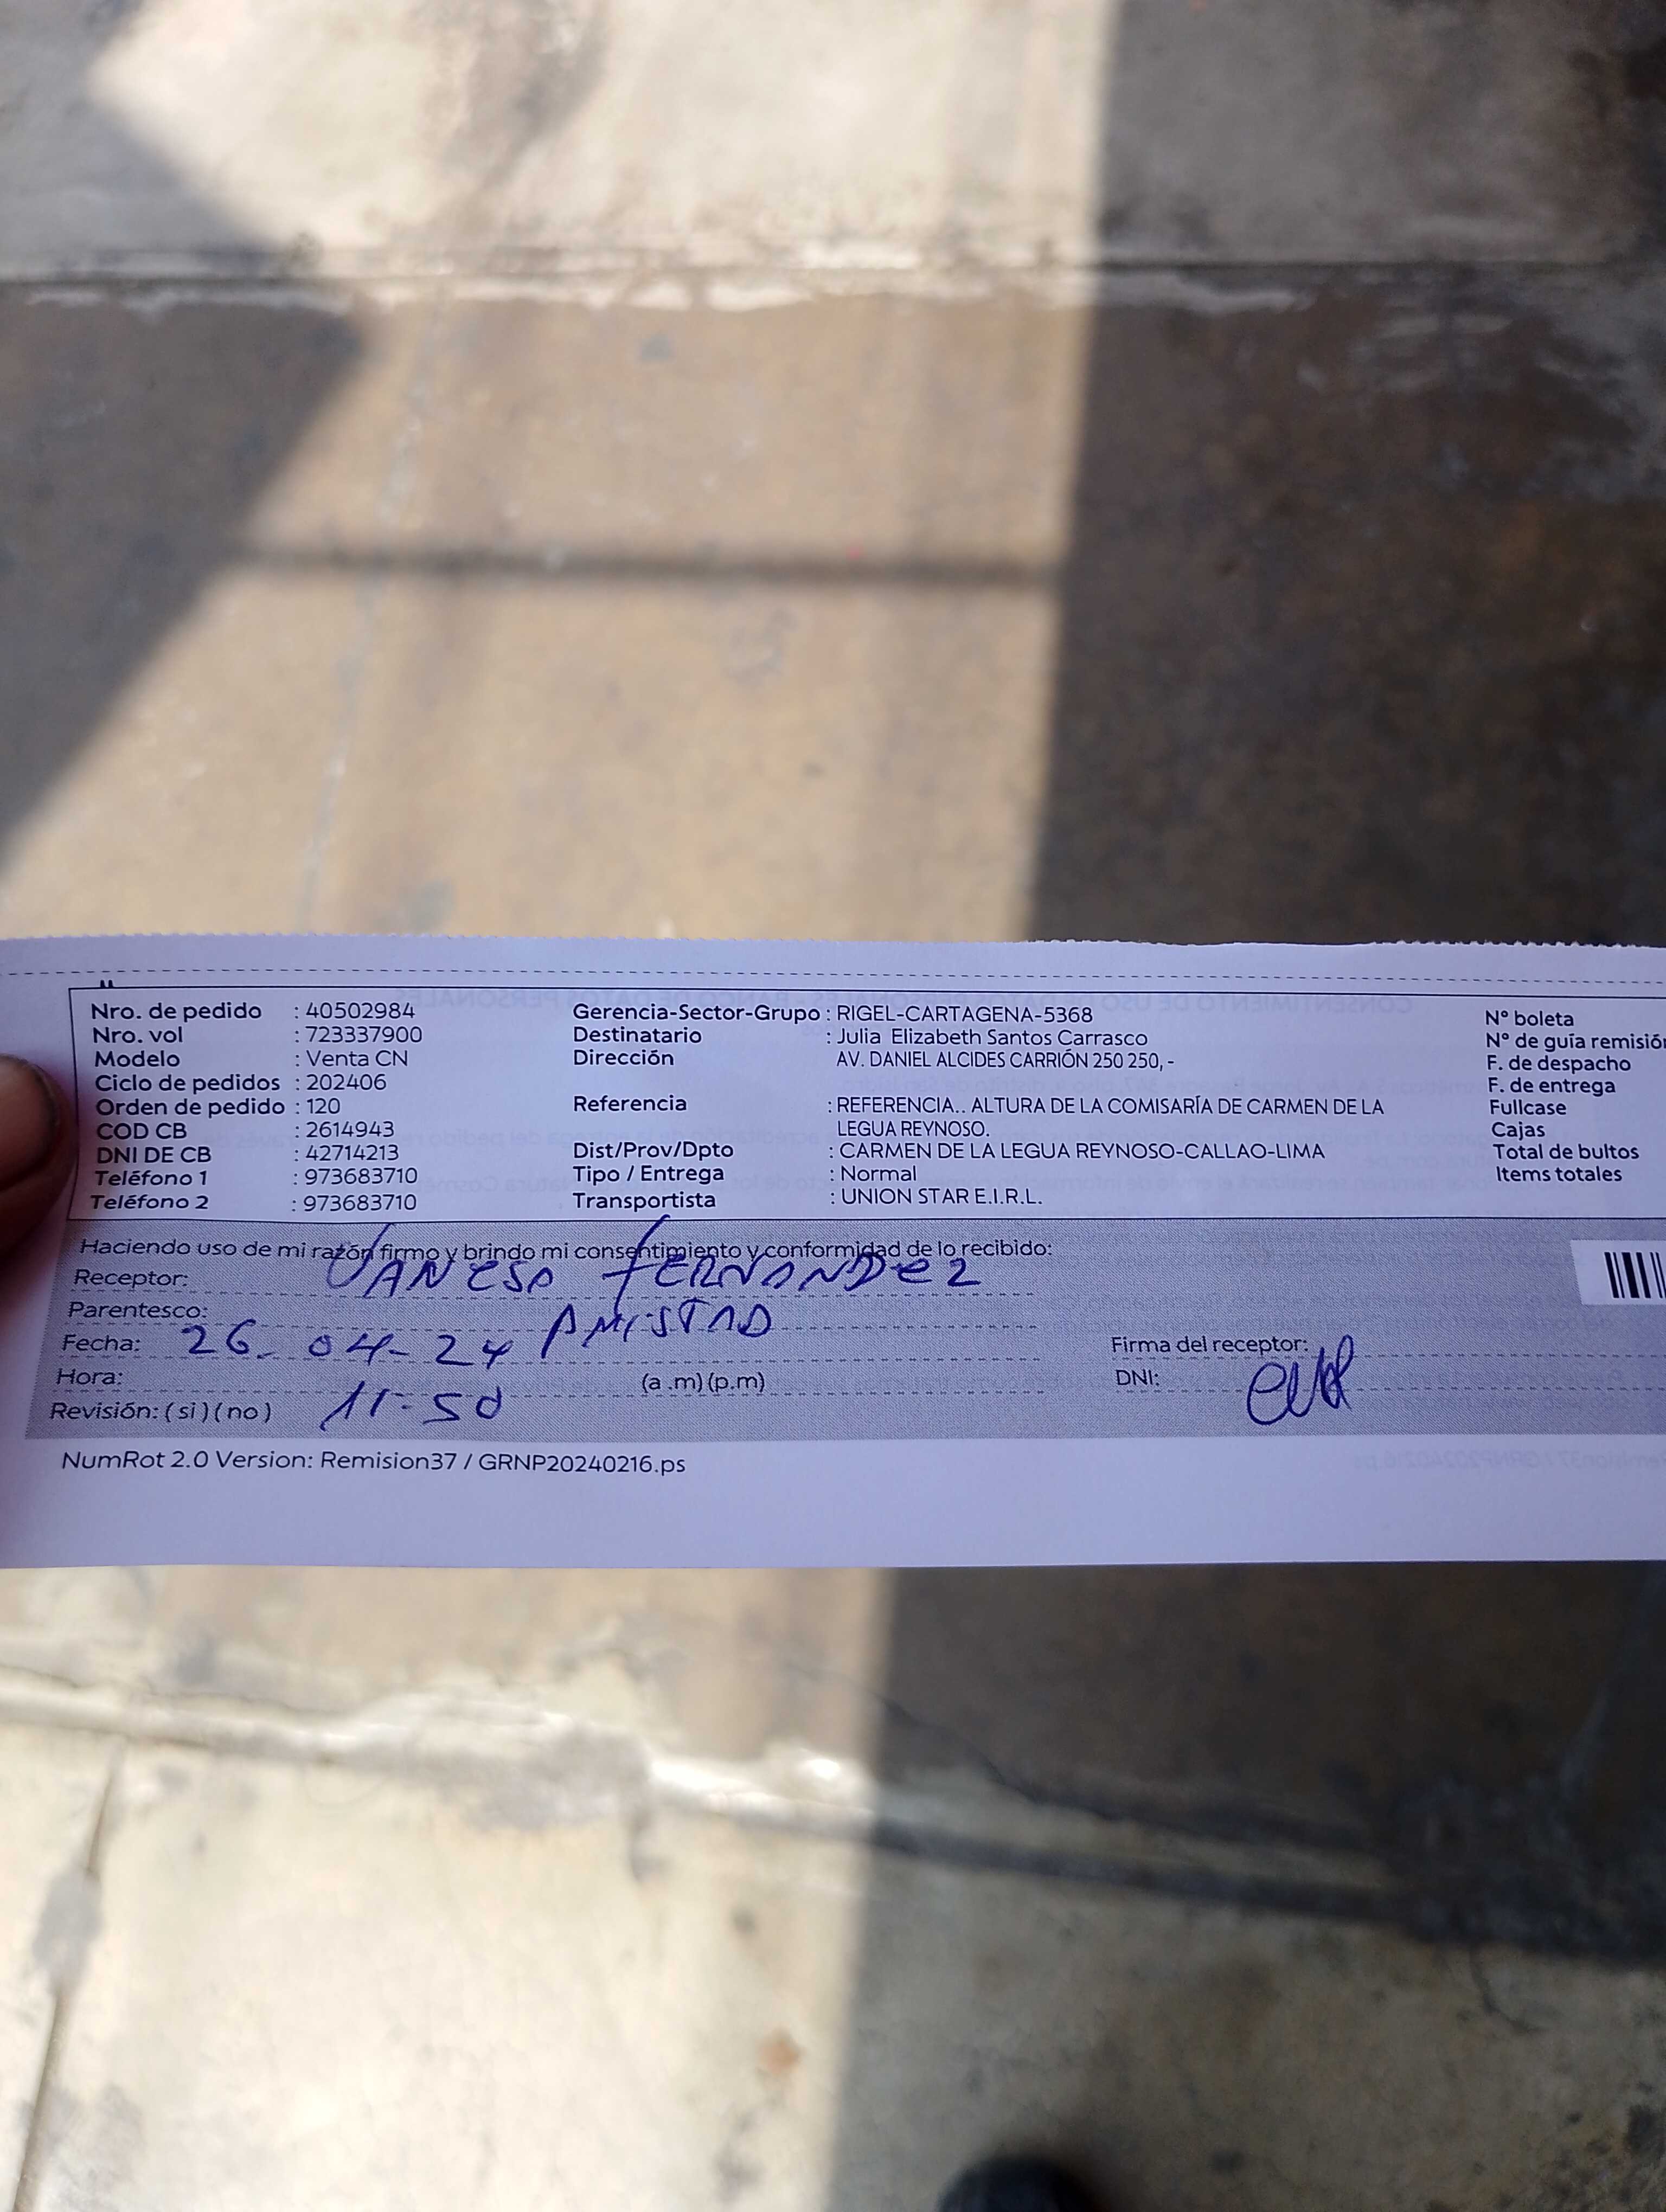 Nro. de pedido : 40502984
Nro. vol : 723337900
Modelo : Venta CN
Ciclo de pedidos : 202406
Orden de pedido : 120
COD CB : 2614943
DNI DE CB : 42714213
Teléfono 1 : 973683710
Teléfono 2 : 973683710
Gerencia-Sector-Grupo : RIGEL-CARTAGENA-5368
Destinatario : Julia Elizabeth Santos Carrasco
Dirección AV. DANIEL ALCIDES CARRIÓN 250 250, -
Referencia : REFERENCIA.. ALTURA DE LA COMISARÍA DE CARMEN DE LA
LEGUA REYNOSO.
Dist/Prov/Dpto : CARMEN DE LA LEGUA REYNOSO-CALLAO-LIMA
Tipo / Entrega : Normal
Transportista : UNION STAR E.I.R.L.
N° boleta
N° de guía remisión
F. de despacho
F. de entrega
Fullcase
Cajas
Total de bultos
Items totales
Haciendo uso de mi razón firmo y brindo mi consentimiento y conformidad de lo recibido:
Receptor: VANESA FERNANDEZ
Parentesco: AMISTAD
Fecha: 26-04-24
Hora: 11-50 (a .m) (p.m)
Revisión: ( si ) ( no )
Firma del receptor:
DNI:
NumRot 2.0 Version: Remision37 / GRNP20240216.ps